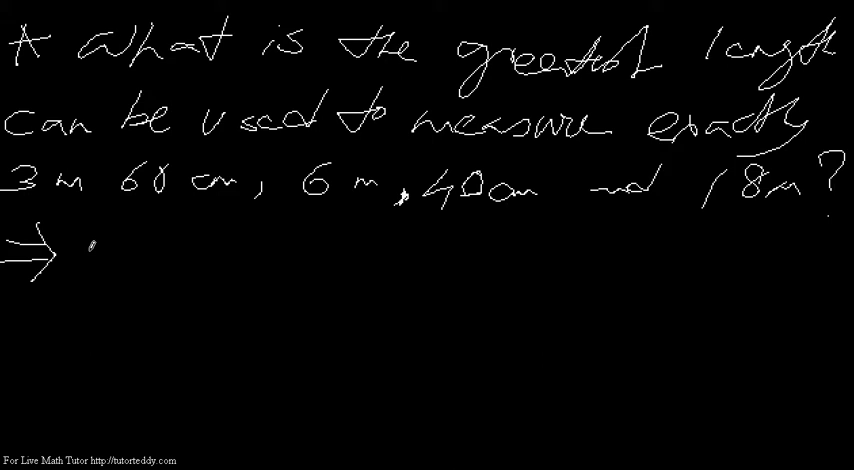 * What is the greatest length
can be used to measure exactly
3 m 60 cm, 6 m, 40 cm and 18 m?
⇒
For Live Math Tutor http://tutorteddy.com